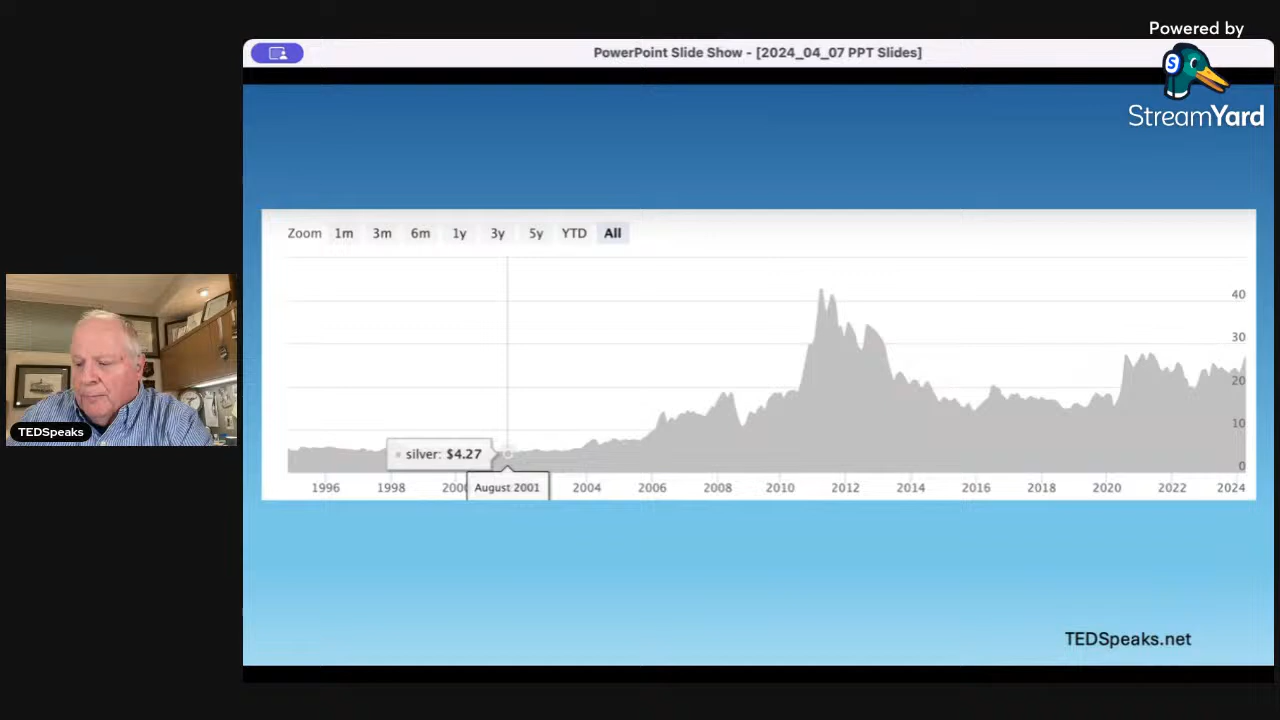 Powered by
StreamYard
PowerPoint Slide Show - [2024_04_07 PPT Slides]
Zoom 1m 3m 6m 1y 3y 5y YTD All
40
30
20
10
0
silver: $4.27
August 2001
1996 1998 200 2004 2006 2008 2010 2012 2014 2016 2018 2020 2022 2024
TEDSpeaks
TEDSpeaks.net